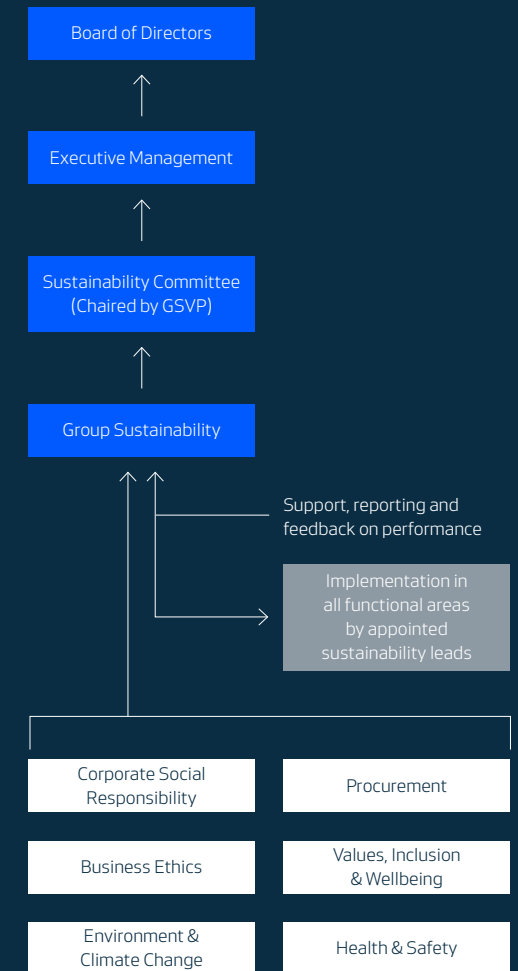 Board of Directors
Executive Management
Sustainability Committee
(Chaired by GSVP)
Group Sustainability
Support, reporting and
feedback on performance
Implementation in
all functional areas
by appointed
sustainability leads
Corporate Social
Responsibility
Procurement
Business Ethics
Values, Inclusion
& Wellbeing
Environment &
Climate Change
Health & Safety